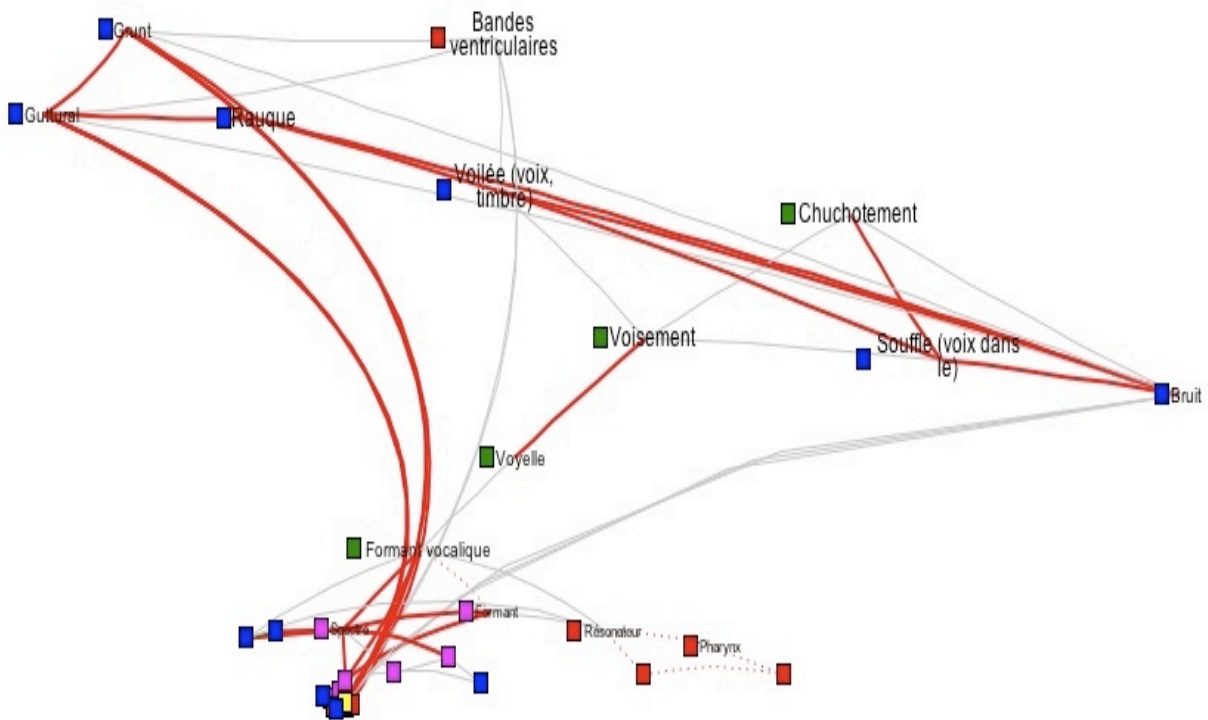 Grunt
Bandes
ventriculaires
Guttural
Rauque
Voilée (voix,
timbre)
Chuchotement
Voisement
Souffle (voix dans
le)
Bruit
Voyelle
Formant vocalique
Formant
Spectre
Résonateur
Pharynx